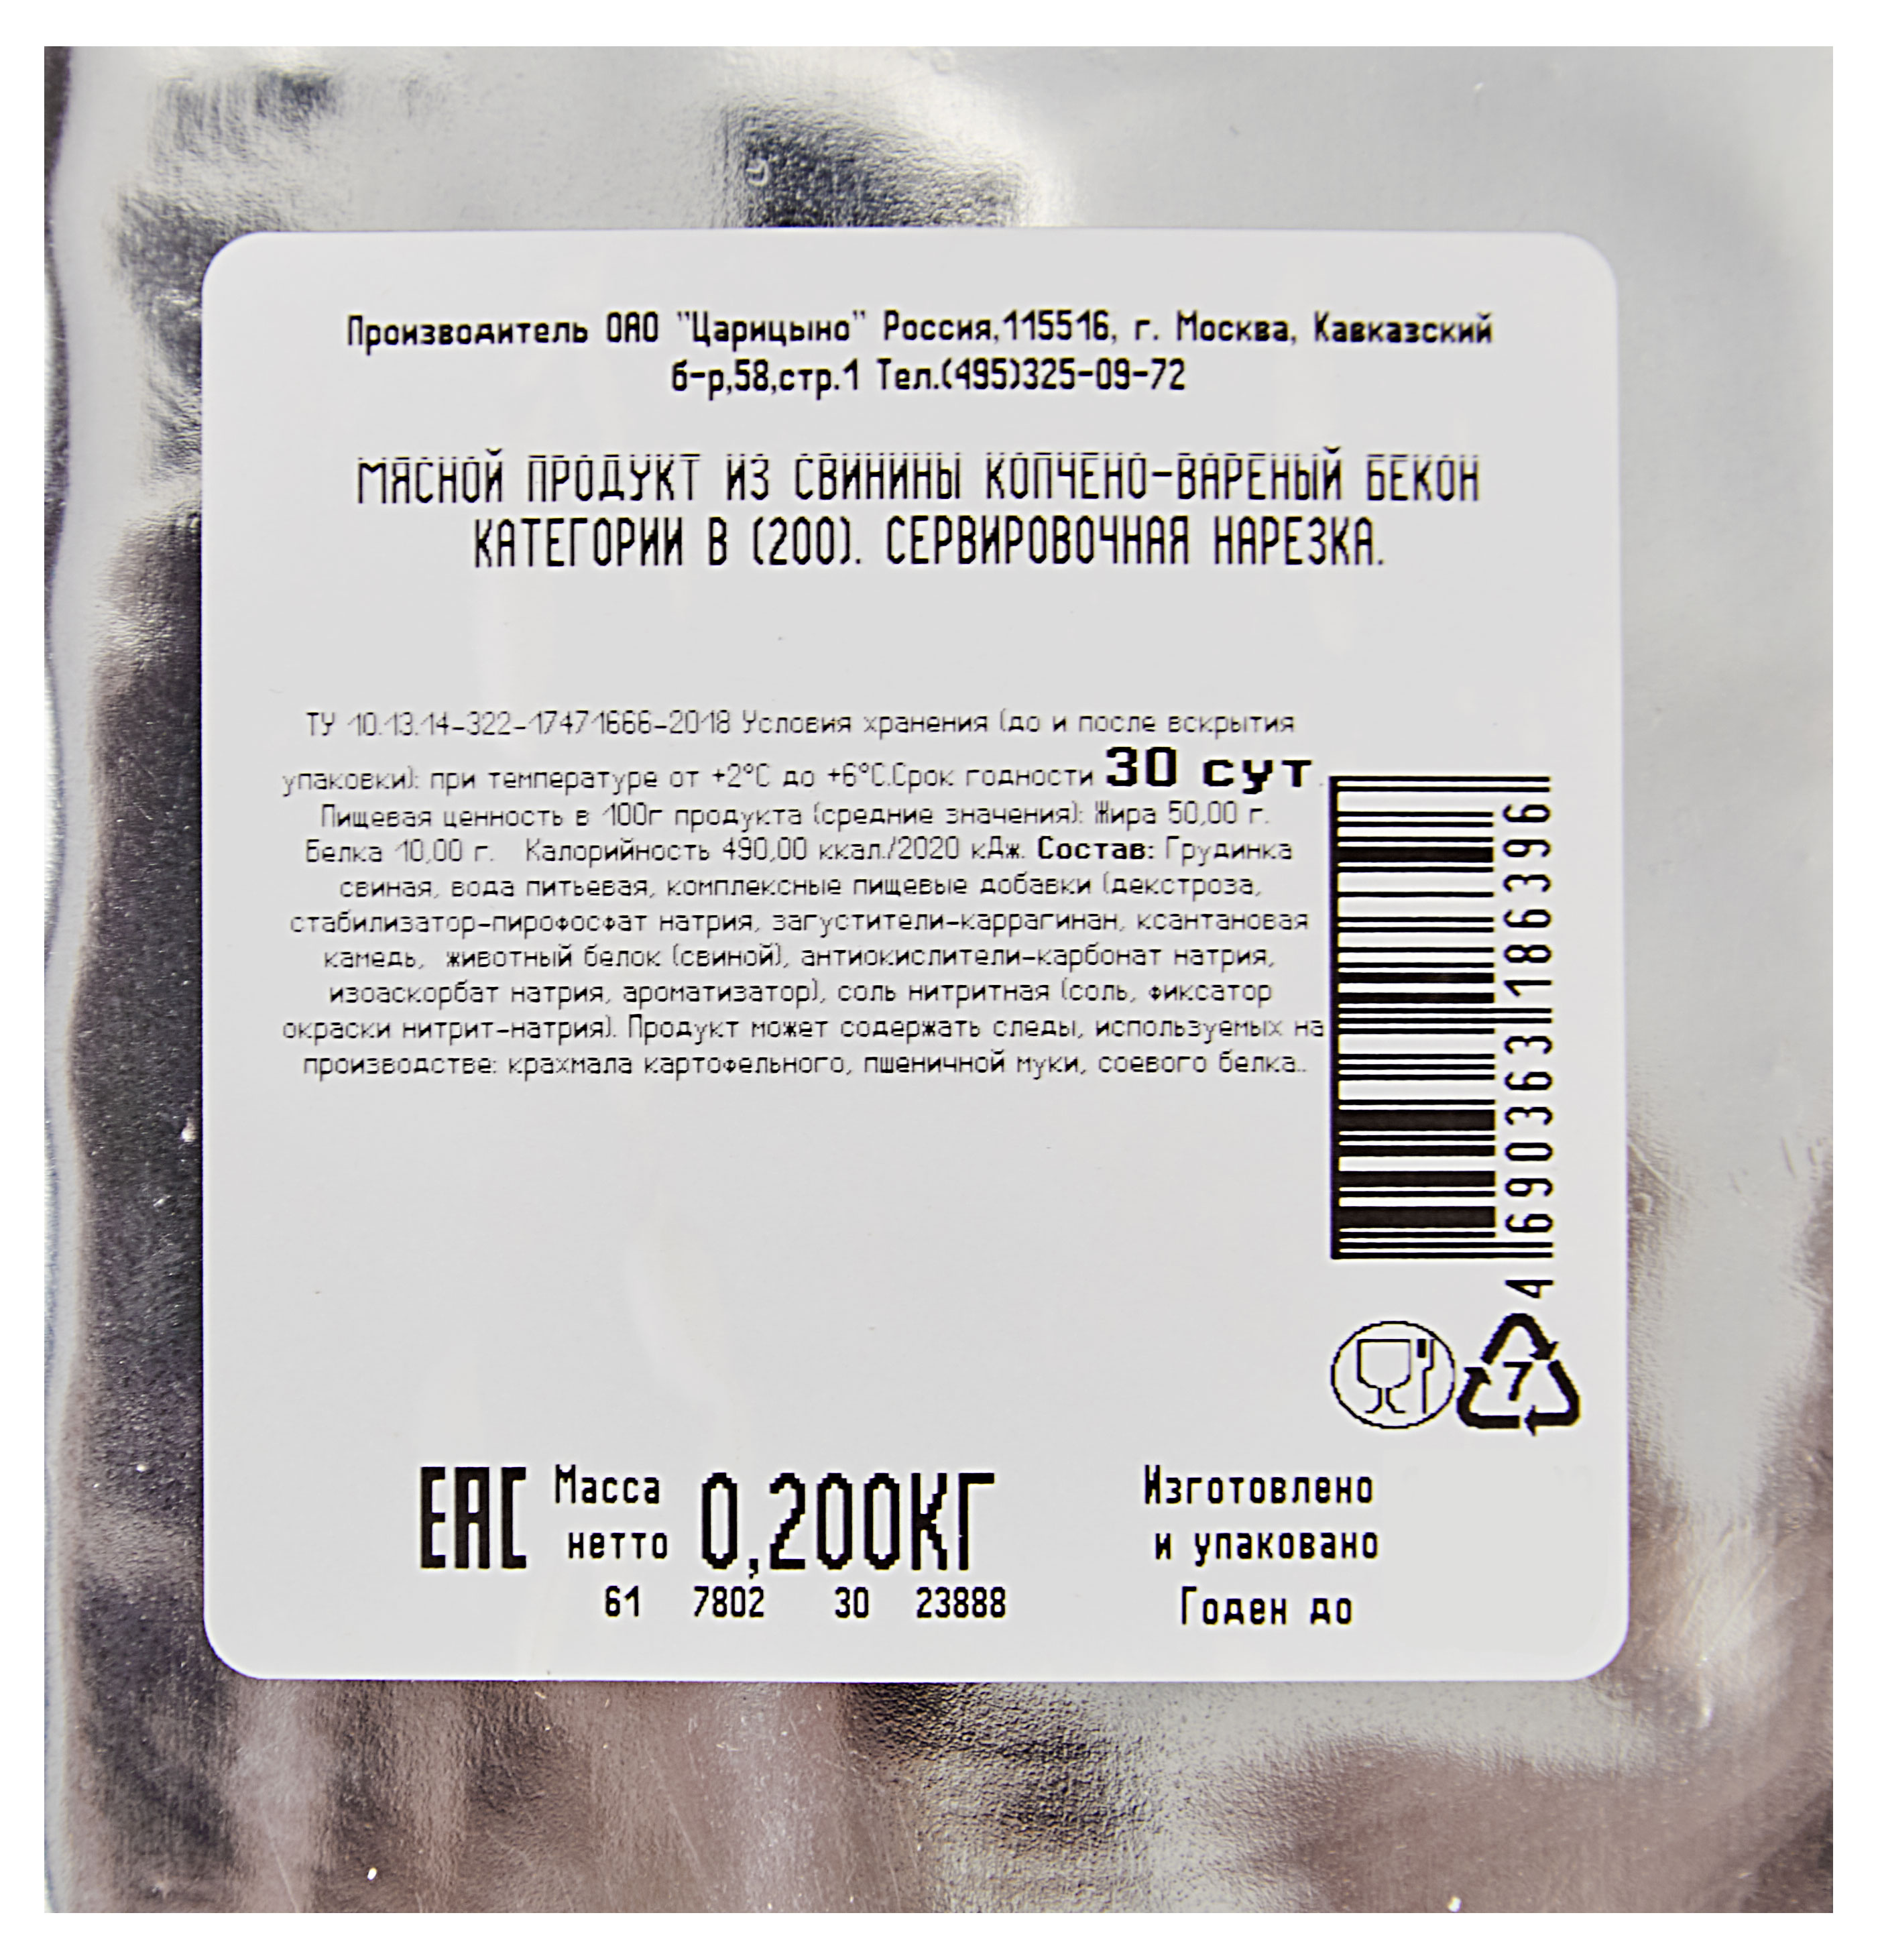 Производитель ОАО "Царицыно" Россия,115516, г. Москва, Кавказский
б-р,58,стр.1 Тел.(495)325-09-72
МЯСНОЙ ПРОДУКТ ИЗ СВИНИНЫ КОПЧЕНО-ВАРЕНЫЙ БЕКОН
КАТЕГОРИИ В (200). СЕРВИРОВОЧНАЯ НАРЕЗКА.
ТУ 10.13.14-322-17471666-2018 Условия хранения (до и после вскрытия
упаковки): при температуре от +2°С до +6°С.Срок годности 30 сут.
Пищевая ценность в 100г продукта (средние значения): Жира 50,00 г.
Белка 10,00 г. Калорийность 490,00 ккал./2020 кДж. Состав: Грудинка
свиная, вода питьевая, комплексные пищевые добавки (декстроза,
стабилизатор-пирофосфат натрия, загустители-каррагинан, ксантановая
камедь, животный белок (свиной), антиокислители-карбонат натрия,
изоаскорбат натрия, ароматизатор), соль нитритная (соль, фиксатор
окраски нитрит-натрия). Продукт может содержать следы, используемых на
производстве: крахмала картофельного, пшеничной муки, соевого белка..
4 690363 186396
7
ЕАС Масса нетто 0,200КГ
61 7802 30 23888
Изготовлено
и упаковано
Годен до